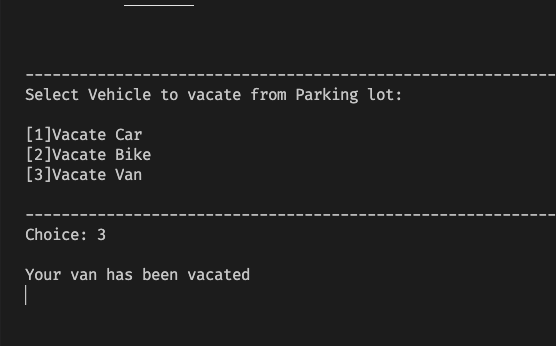 ------------------------------------------------------------
Select Vehicle to vacate from Parking lot:
[1]Vacate Car
[2]Vacate Bike
[3]Vacate Van
------------------------------------------------------------
Choice: 3
Your van has been vacated